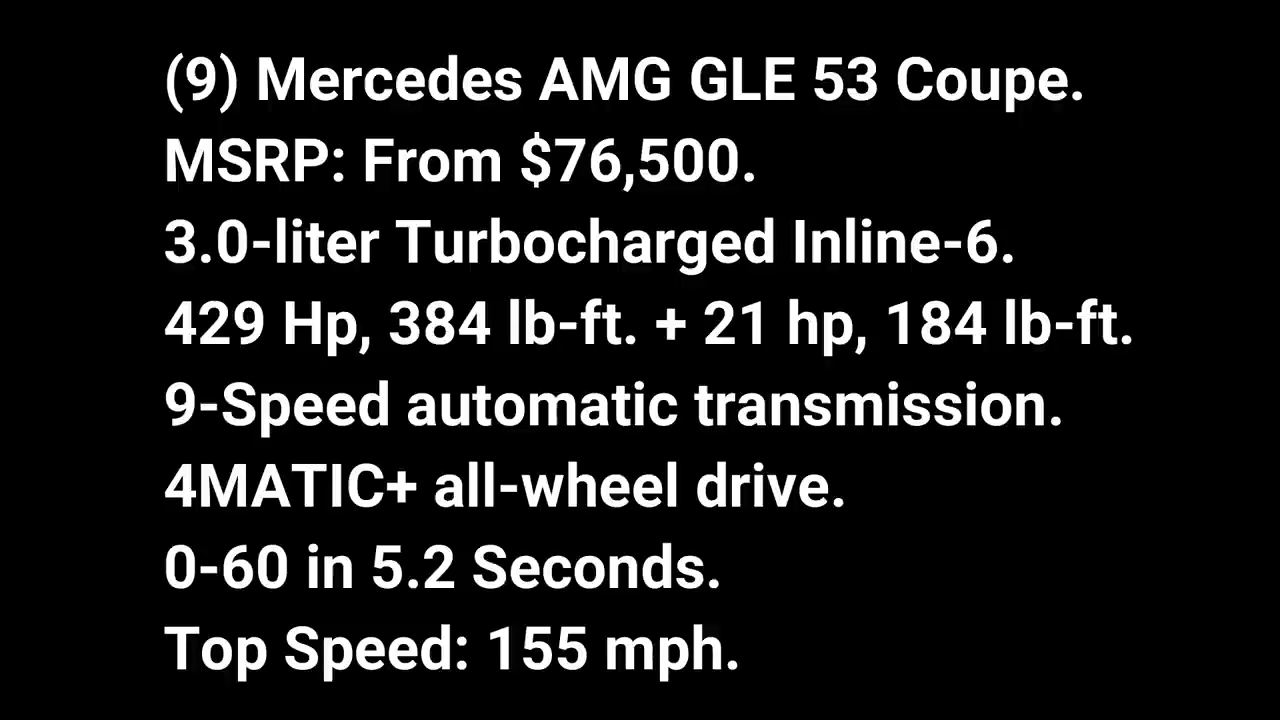 (9) Mercedes AMG GLE 53 Coupe.
MSRP: From $76,500.
3.0-liter Turbocharged Inline-6.
429 Hp, 384 lb-ft. + 21 hp, 184 lb-ft.
9-Speed automatic transmission.
4MATIC+ all-wheel drive.
0-60 in 5.2 Seconds.
Top Speed: 155 mph.